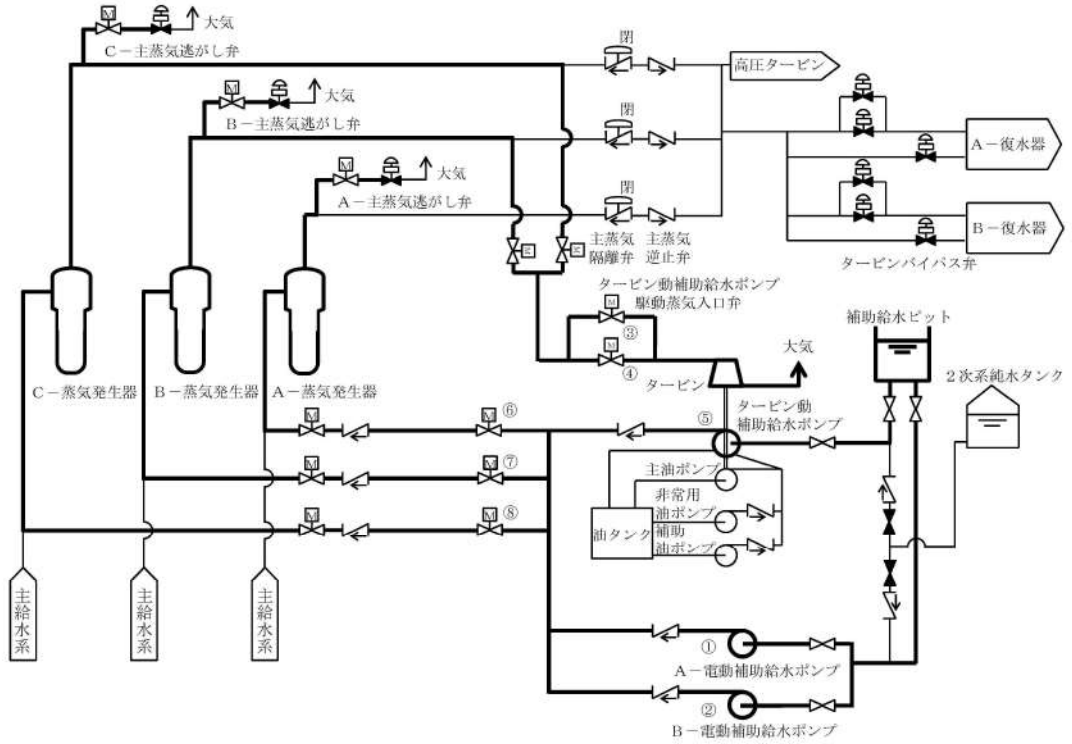 大気
C－主蒸気逃がし弁
M
閉
高圧タービン
大気
B－主蒸気逃がし弁
M
閉
A－復水器
大気
A－主蒸気逃がし弁
M
閉
B－復水器
主蒸気
隔離弁
主蒸気
逆止弁
タービンバイパス弁
M
M
タービン動補助給水ポンプ
駆動蒸気入口弁
M
③
M
④
補助給水ピット
大気
タービン
2次系純水タンク
C－蒸気発生器
B－蒸気発生器
A－蒸気発生器
M
M
⑥
⑤
タービン動
補助給水ポンプ
M
M
⑦
主油ポンプ
非常用
油ポンプ
M
M
⑧
油タンク
補助
油ポンプ
主給水系
主給水系
主給水系
①
A－電動補助給水ポンプ
②
B－電動補助給水ポンプ